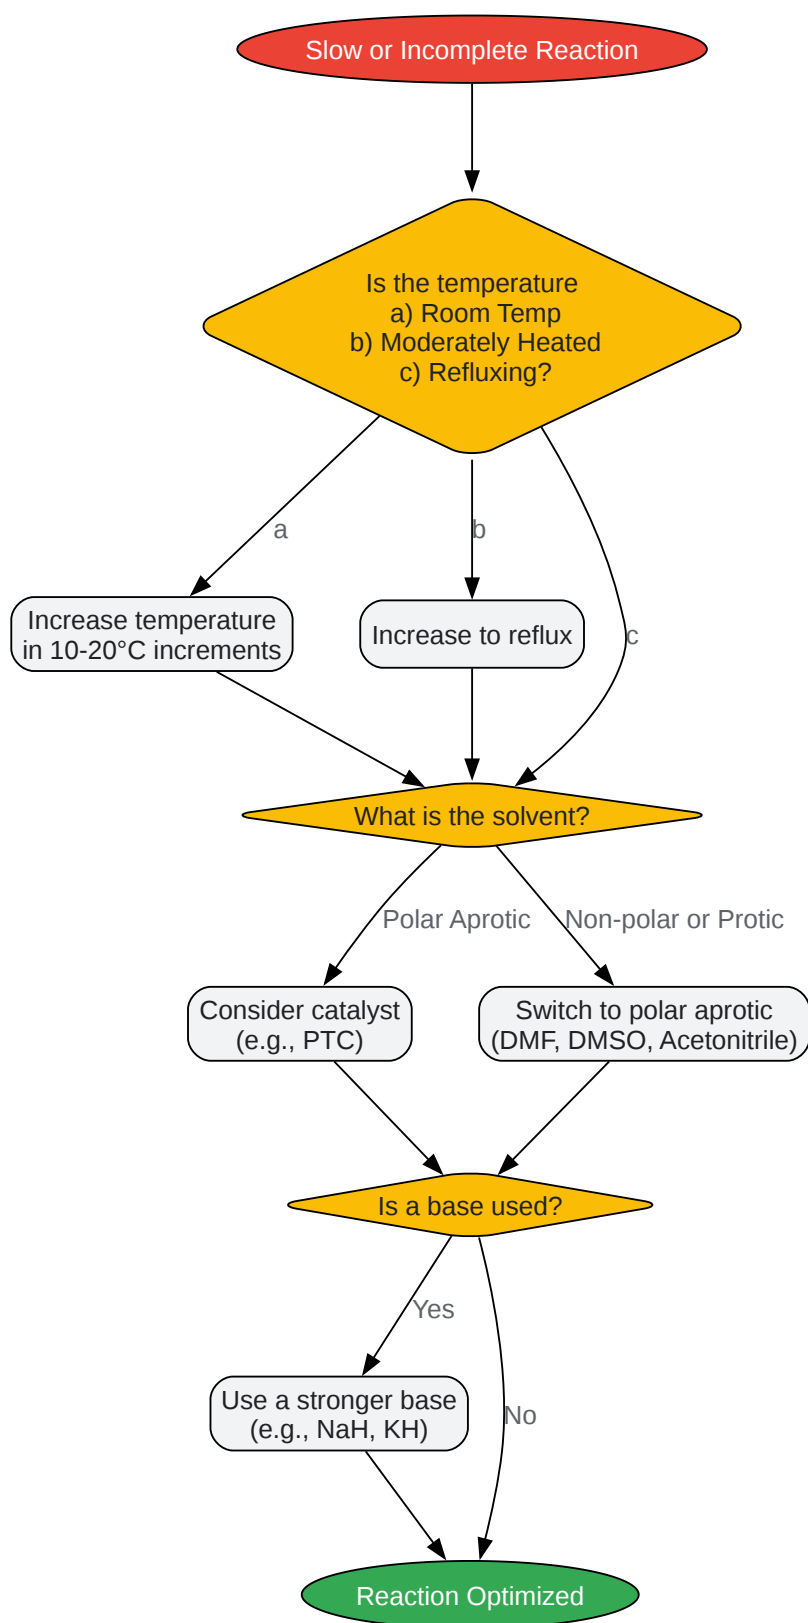 Slow or Incomplete Reaction
Is the temperature
a) Room Temp
b) Moderately Heated
c) Refluxing?
a
b
c
Increase temperature
in 10-20°C increments
Increase to reflux
What is the solvent?
Polar Aprotic
Non-polar or Protic
Consider catalyst
(e.g., PTC)
Switch to polar aprotic
(DMF, DMSO, Acetonitrile)
Is a base used?
Yes
No
Use a stronger base
(e.g., NaH, KH)
Reaction Optimized